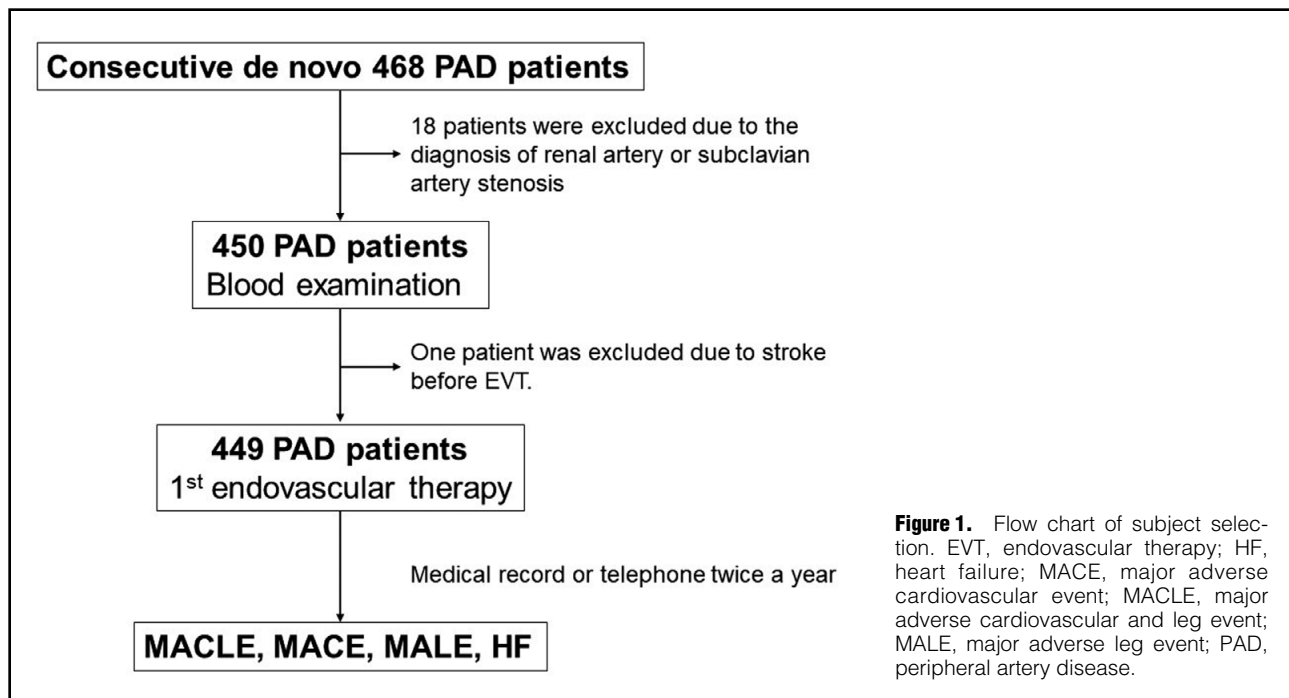 Consecutive de novo 468 PAD patients
18 patients were excluded due to the
diagnosis of renal artery or subclavian
artery stenosis
450 PAD patients
Blood examination
One patient was excluded due to stroke
before EVT.
449 PAD patients
1st endovascular therapy
Medical record or telephone twice a year
MACLE, MACE, MALE, HF
Figure 1. Flow chart of subject selec-
tion. EVT, endovascular therapy; HF,
heart failure; MACE, major adverse
cardiovascular event; MACLE, major
adverse cardiovascular and leg event;
MALE, major adverse leg event; PAD,
peripheral artery disease.